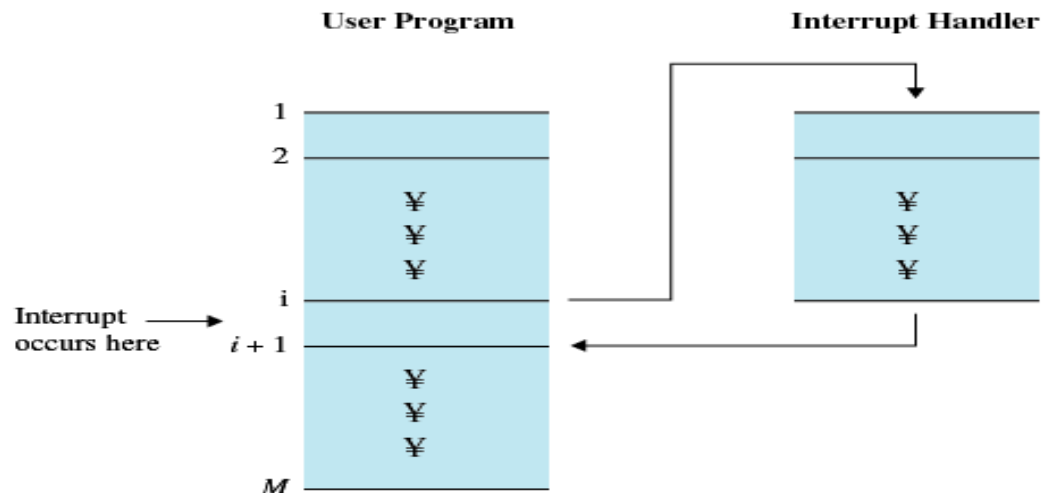 User Program
Interrupt Handler
1
2
¥
¥
¥
¥
¥
¥
i
Interrupt
occurs here
i + 1
¥
¥
¥
M